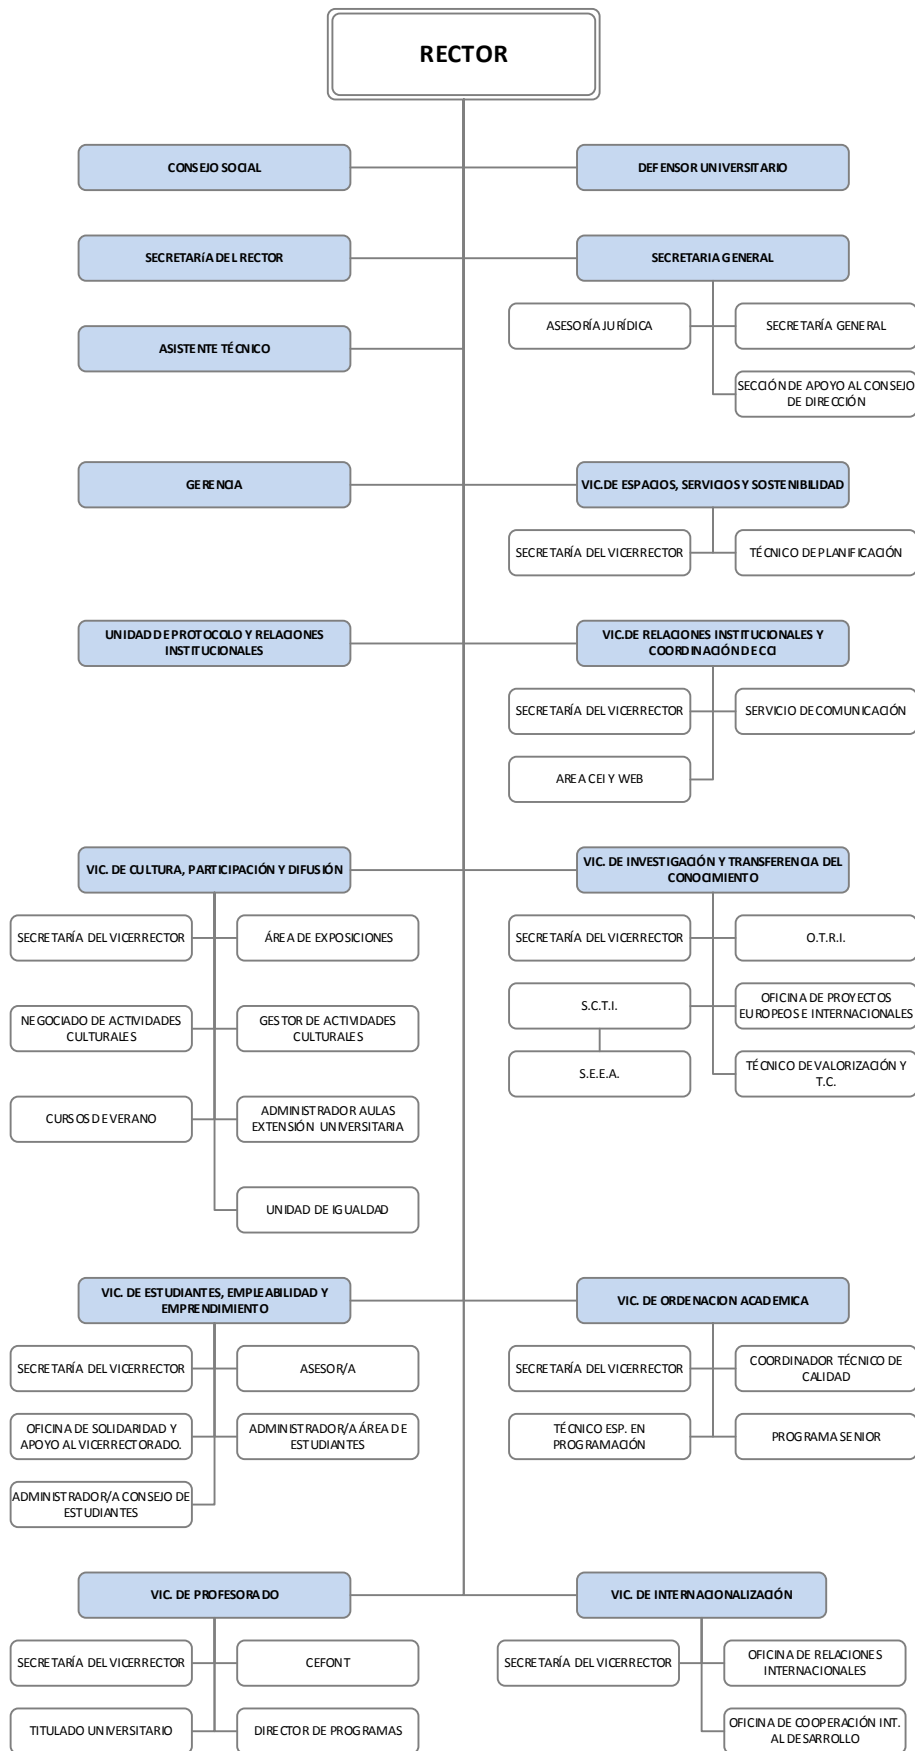 RECTOR
CONSEJO SOCIAL
DEFENSOR UNIVERSITARIO
SECRETARíA DEL RECTOR
SECRETARIA GENERAL
ASESORÍA JURÍDICA
SECRETARÍA GENERAL
ASISTENTE TÉCNICO
SECCIÓN DE APOYO AL CONSEJO
DE DIRECCIÓN
GERENCIA
VIC.DE ESPACIOS, SERVICIOS Y SOSTENIBILIDAD
SECRETARÍA DEL VICERRECTOR
TÉCNICO DE PLANIFICACIÓN
UNIDAD DE PROTOCOLO Y RELACIONES
INSTITUCIONALES
VIC.DE RELACIONES INSTITUCIONALES Y
COORDINACIÓN DE CCI
SECRETARÍA DEL VICERRECTOR
SERVICIO DE COMUNICACIÓN
AREA CEI Y WEB
VIC. DE CULTURA, PARTICIPACIÓN Y DIFUSIÓN
SECRETARÍA DEL VICERRECTOR
ÁREA DE EXPOSICIONES
NEGOCIADO DE ACTIVIDADES
CULTURALES
GESTOR DE ACTIVIDADES
CULTURALES
CURSOS DE VERANO
ADMINISTRADOR AULAS
EXTENSIÓN UNIVERSITARIA
UNIDAD DE IGUALDAD
VIC. DE INVESTIGACIÓN Y TRANSFERENCIA DEL
CONOCIMIENTO
SECRETARÍA DEL VICERRECTOR
O.T.R.I.
S.C.T.I.
OFICINA DE PROYECTOS
EUROPEOS E INTERNACIONALES
S.E.E.A.
TÉCNICO DE VALORIZACIÓN Y
T.C.
VIC. DE ESTUDIANTES, EMPLEABILIDAD Y
EMPRENDIMIENTO
SECRETARÍA DEL VICERRECTOR
ASESOR/A
OFICINA DE SOLIDARIDAD Y
APOYO AL VICERRECTORADO.
ADMINISTRADOR/A ÁREA DE
ESTUDIANTES
ADMINISTRADOR/A CONSEJO DE
ESTUDIANTES
VIC. DE ORDENACION ACADEMICA
SECRETARÍA DEL VICERRECTOR
COORDINADOR TÉCNICO DE
CALIDAD
TÉCNICO ESP. EN
PROGRAMACIÓN
PROGRAMA SENIOR
VIC. DE PROFESORADO
SECRETARÍA DEL VICERRECTOR
CEFONT
TITULADO UNIVERSITARIO
DIRECTOR DE PROGRAMAS
VIC. DE INTERNACIONALIZACIÓN
SECRETARÍA DEL VICERRECTOR
OFICINA DE RELACIONES
INTERNACIONALES
OFICINA DE COOPERACIÓN INT.
AL DESARROLLO